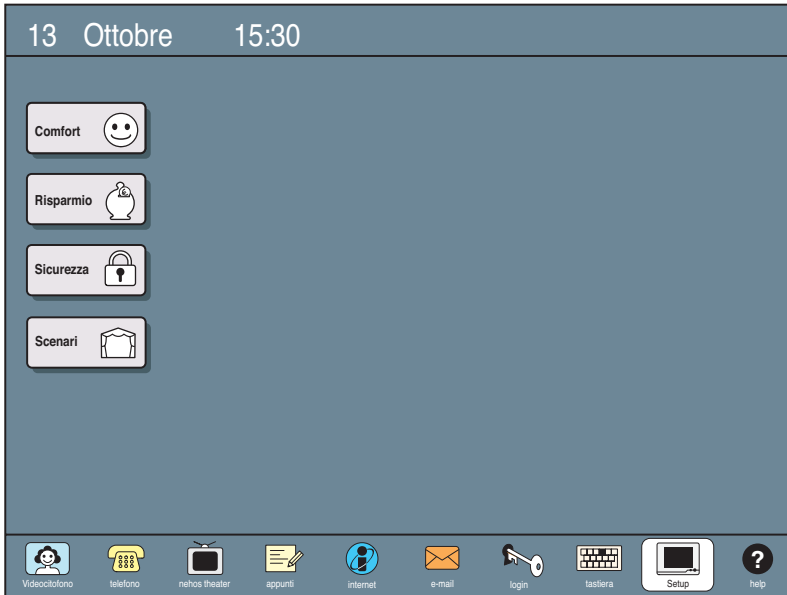 13 Ottobre 15:30
Comfort
Risparmio
Sicurezza
Scenari
Videocitofono telefono nehos theater appunti internet e-mail login tastiera Setup help